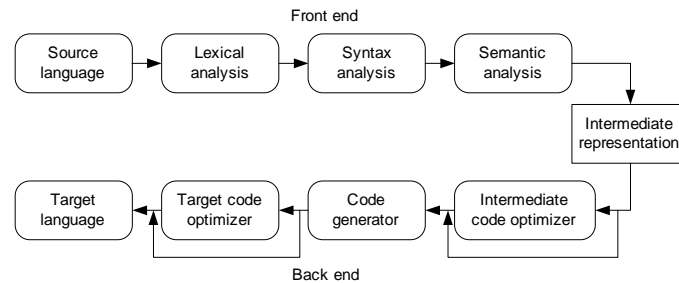 Front end
Source
language
Lexical
analysis
Syntax
analysis
Semantic
analysis
Intermediate
representation
Target
language
Target code
optimizer
Code
generator
Intermediate
code optimizer
Back end